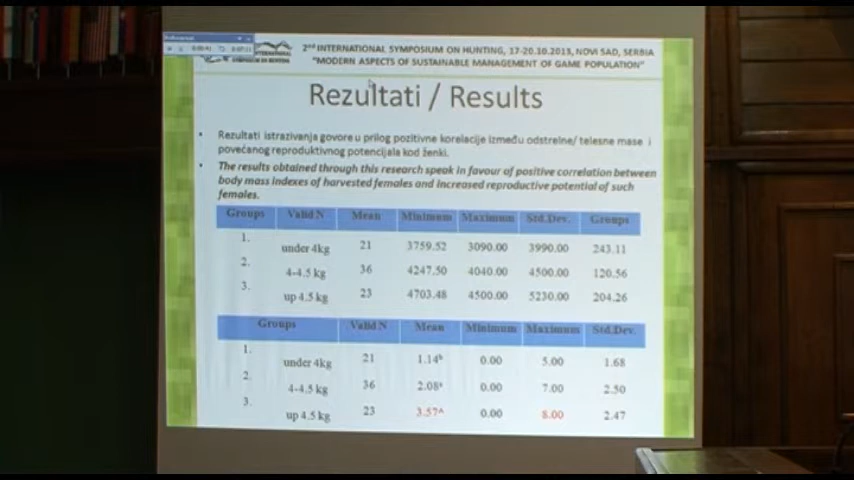 2nd INTERNATIONAL SYMPOSIUM ON HUNTING, 17-20.10.2013, NOVI SAD, SERBIA
"MODERN ASPECTS OF SUSTAINABLE MANAGEMENT OF GAME POPULATION"
Rezultati / Results
• Rezultati istrazivanja govore u prilog pozitivne korelacije između odstrelne/ telesne mase i
povećanog reproduktivnog potencijala kod ženki.
• The results obtained through this research speak in favour of positive correlation between
body mass indexes of harvested females and increased reproductive potential of such
females.
Groups Valid N Mean Minimum Maximum Std.Dev. Groups
1. under 4kg 21 3759.52 3090.00 3990.00 243.11
2. 4-4.5 kg 36 4247.50 4040.00 4500.00 120.56
3. up 4.5 kg 23 4703.48 4500.00 5230.00 204.26
Groups Valid N Mean Minimum Maximum Std.Dev.
1. under 4kg 21 1.14ᵇ 0.00 5.00 1.68
2. 4-4.5 kg 36 2.08ᵃ 0.00 7.00 2.50
3. up 4.5 kg 23 3.57ᴬ 0.00 8.00 2.47